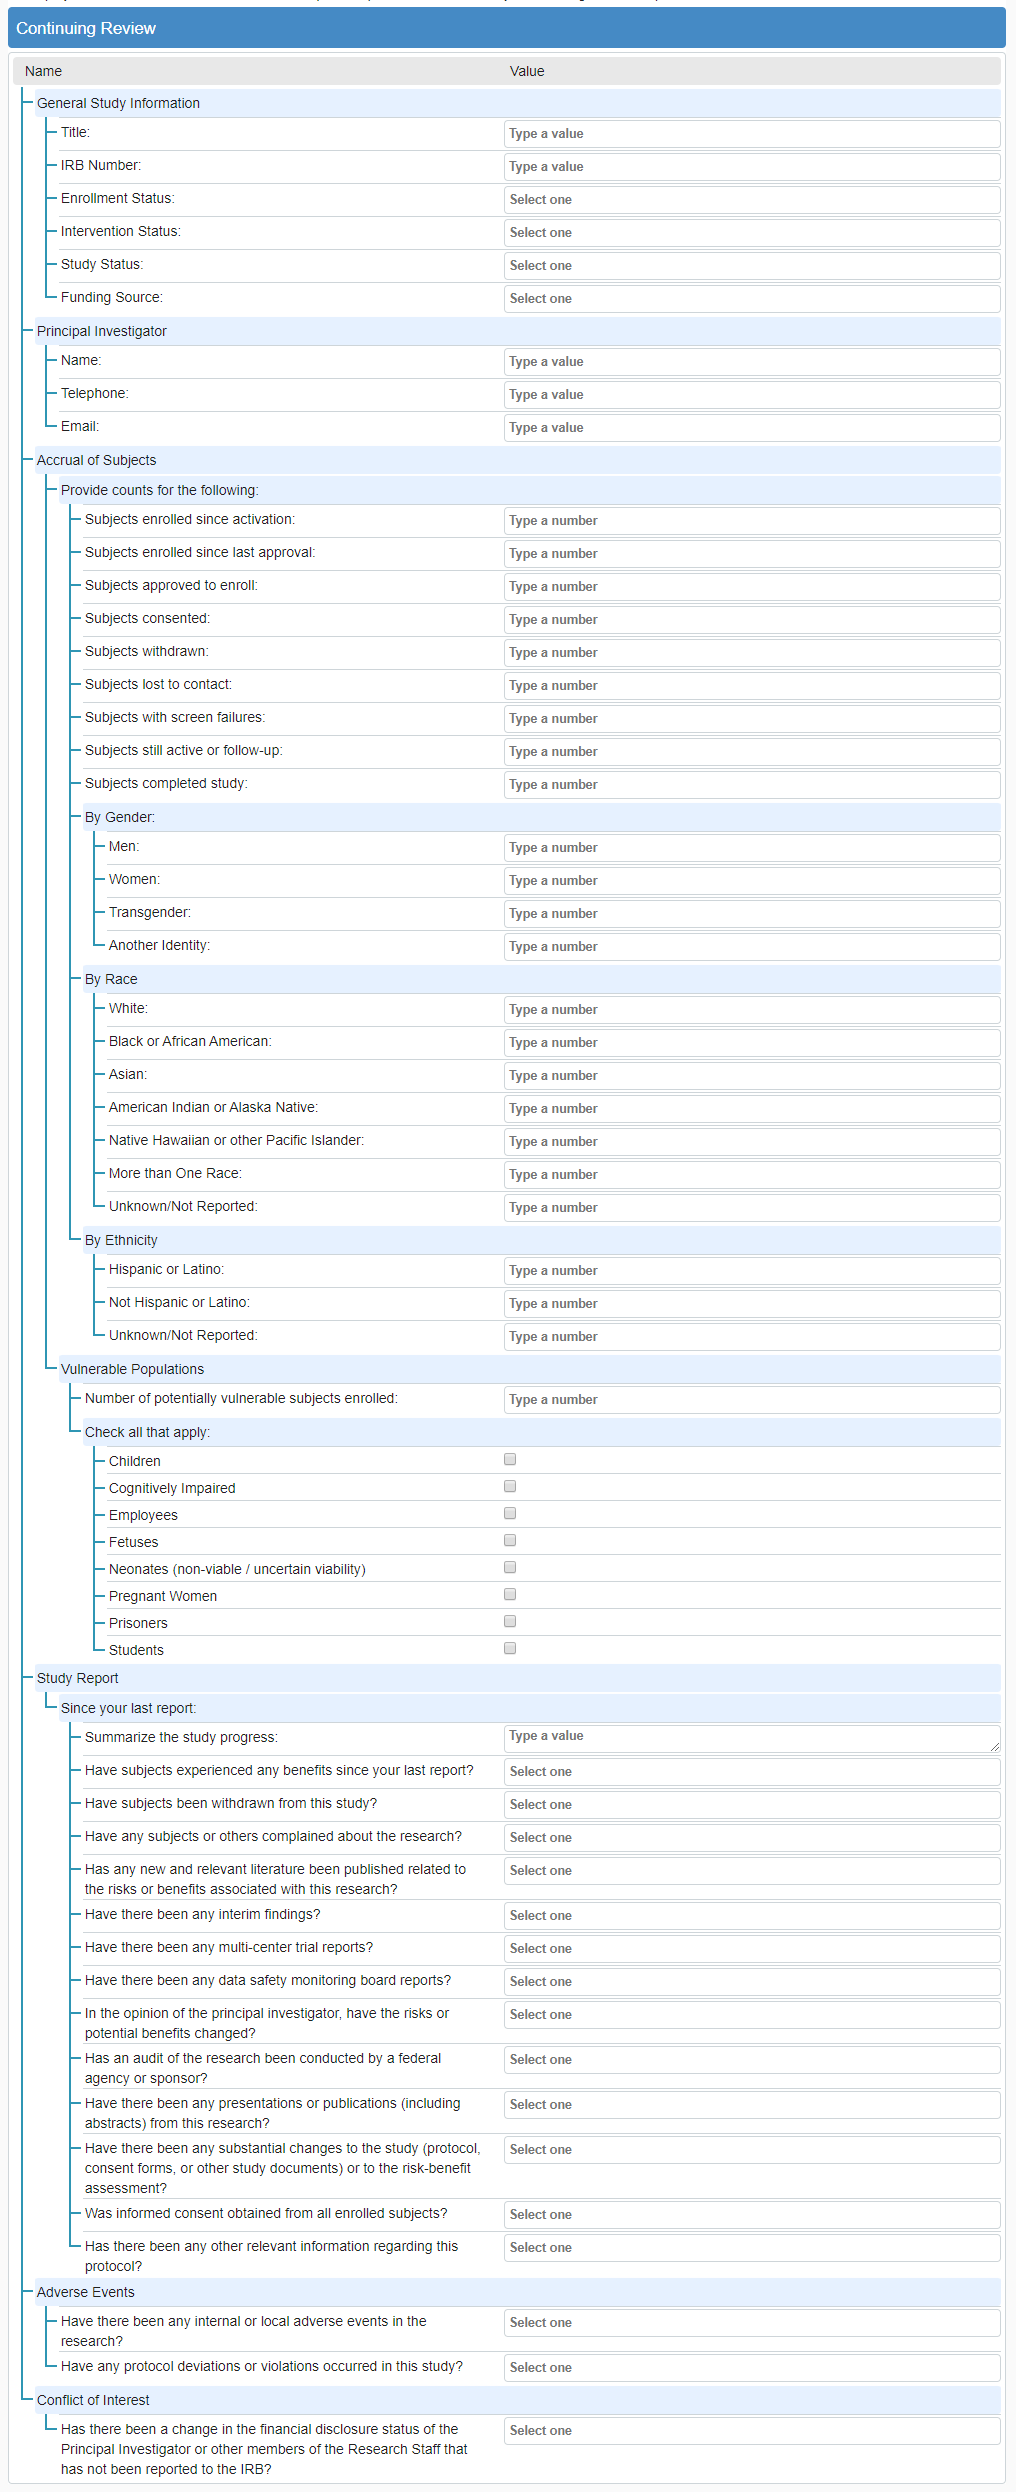 Continuing Review
Name Value
General Study Information
Title: Type a value
IRB Number: Type a value
Enrollment Status: Select one
Intervention Status: Select one
Study Status: Select one
Funding Source: Select one
Principal Investigator
Name: Type a value
Telephone: Type a value
Email: Type a value
Accrual of Subjects
Provide counts for the following:
Subjects enrolled since activation: Type a number
Subjects enrolled since last approval: Type a number
Subjects approved to enroll: Type a number
Subjects consented: Type a number
Subjects withdrawn: Type a number
Subjects lost to contact: Type a number
Subjects with screen failures: Type a number
Subjects still active or follow-up: Type a number
Subjects completed study: Type a number
By Gender:
Men: Type a number
Women: Type a number
Transgender: Type a number
Another Identity: Type a number
By Race
White: Type a number
Black or African American: Type a number
Asian: Type a number
American Indian or Alaska Native: Type a number
Native Hawaiian or other Pacific Islander: Type a number
More than One Race: Type a number
Unknown/Not Reported: Type a number
By Ethnicity
Hispanic or Latino: Type a number
Not Hispanic or Latino: Type a number
Unknown/Not Reported: Type a number
Vulnerable Populations
Number of potentially vulnerable subjects enrolled: Type a number
Check all that apply:
Children
Cognitively Impaired
Employees
Fetuses
Neonates (non-viable / uncertain viability)
Pregnant Women
Prisoners
Students
Study Report
Since your last report:
Summarize the study progress: Type a value
Have subjects experienced any benefits since your last report? Select one
Have subjects been withdrawn from this study? Select one
Have any subjects or others complained about the research? Select one
Has any new and relevant literature been published related to Select one
the risks or benefits associated with this research?
Have there been any interim findings? Select one
Have there been any multi-center trial reports? Select one
Have there been any data safety monitoring board reports? Select one
In the opinion of the principal investigator, have the risks or Select one
potential benefits changed?
Has an audit of the research been conducted by a federal Select one
agency or sponsor?
Have there been any presentations or publications (including Select one
abstracts) from this research?
Have there been any substantial changes to the study (protocol, Select one
consent forms, or other study documents) or to the risk-benefit
assessment?
Was informed consent obtained from all enrolled subjects? Select one
Has there been any other relevant information regarding this Select one
protocol?
Adverse Events
Have there been any internal or local adverse events in the Select one
research?
Have any protocol deviations or violations occurred in this study? Select one
Conflict of Interest
Has there been a change in the financial disclosure status of the Select one
Principal Investigator or other members of the Research Staff that
has not been reported to the IRB?